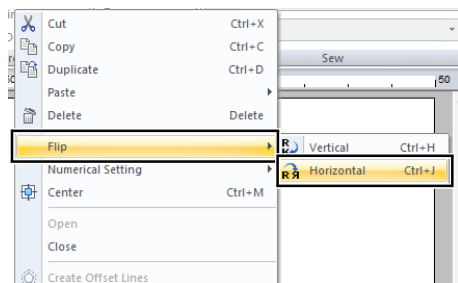 Cut Ctrl+X
Copy Ctrl+C
Duplicate Ctrl+D
Sew
Paste
50
Delete Delete
Flip
Vertical Ctrl+H
Horizontal Ctrl+J
Numerical Setting
Center Ctrl+M
Open
Close
Create Offset Lines